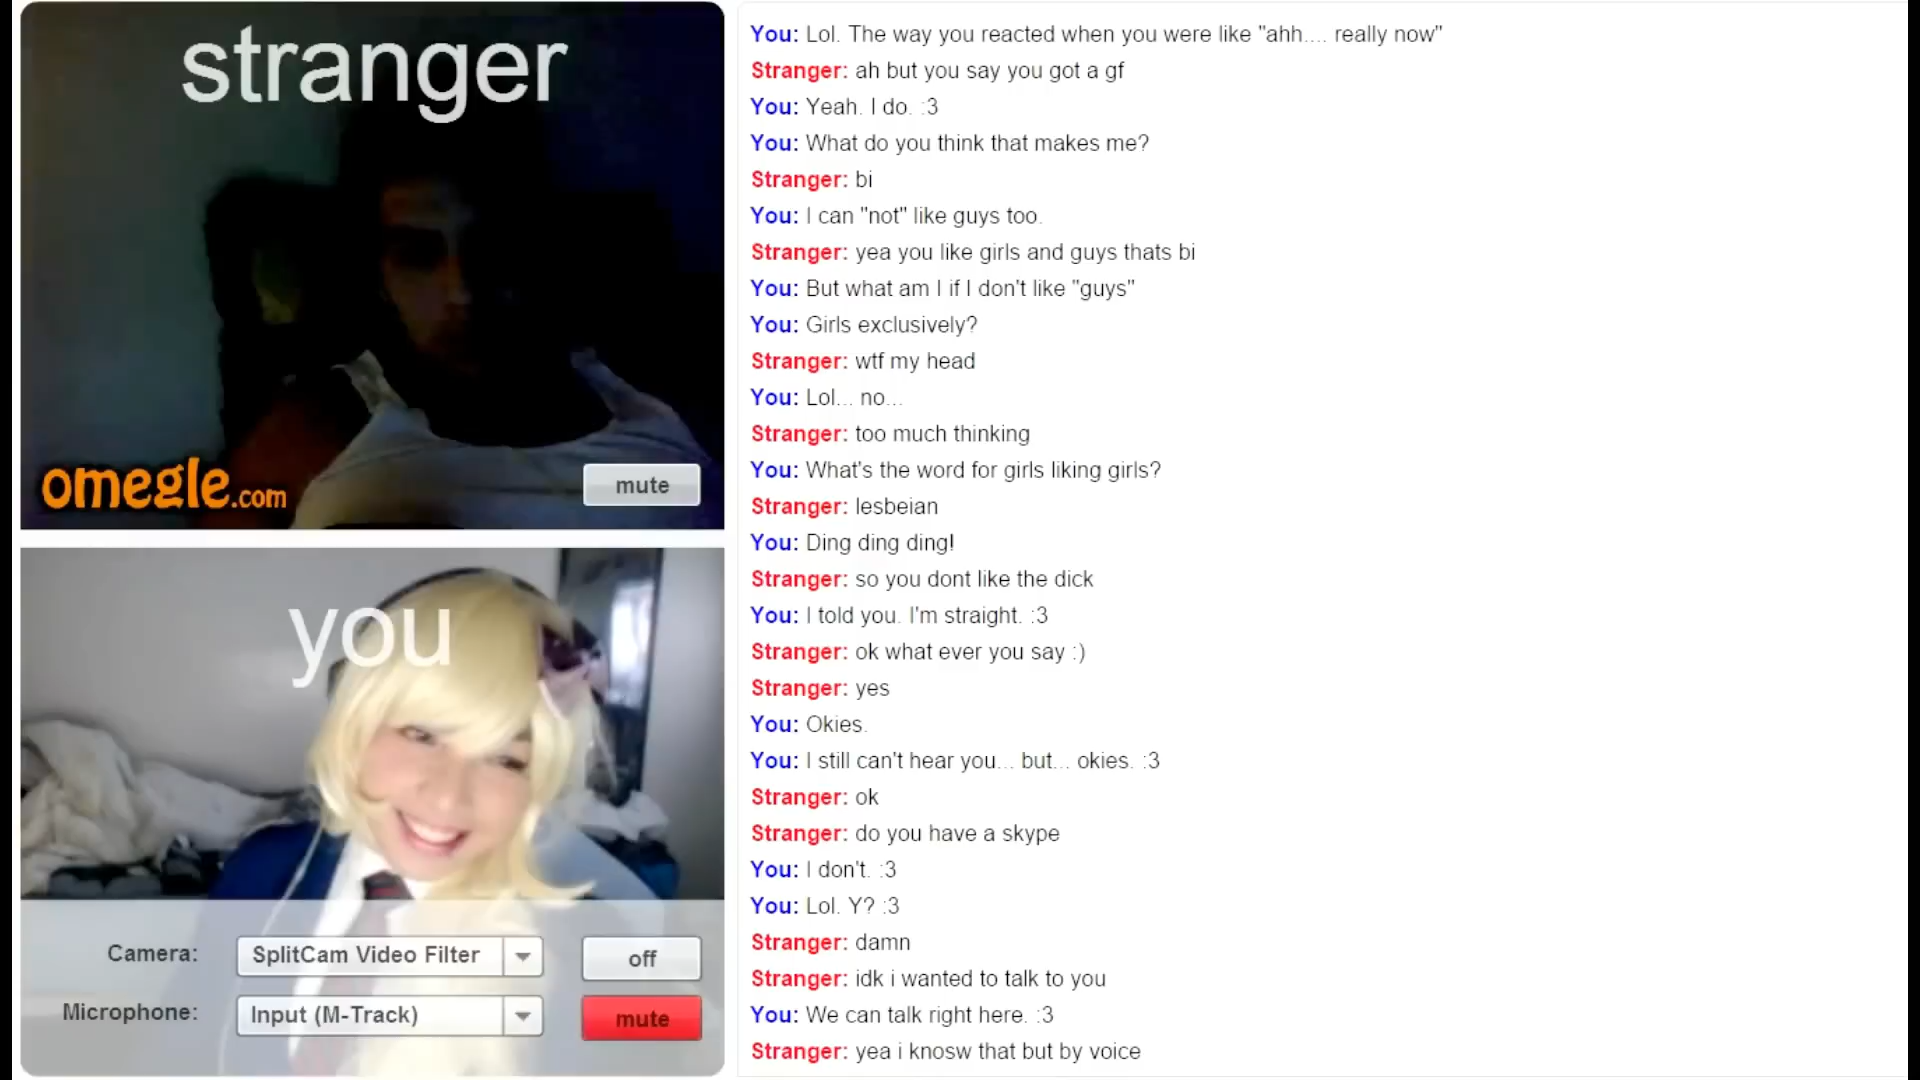 stranger
omegle.com
mute
you
Camera:
SplitCam Video Filter
off
Microphone:
Input (M-Track)
mute
You: Lol. The way you reacted when you were like "ahh.... really now"
Stranger: ah but you say you got a gf
You: Yeah. I do. :3
You: What do you think that makes me?
Stranger: bi
You: I can "not" like guys too.
Stranger: yea you like girls and guys thats bi
You: But what am I if I don't like "guys"
You: Girls exclusively?
Stranger: wtf my head
You: Lol... no...
Stranger: too much thinking
You: What's the word for girls liking girls?
Stranger: lesbeian
You: Ding ding ding!
Stranger: so you dont like the dick
You: I told you. I'm straight. :3
Stranger: ok what ever you say :)
Stranger: yes
You: Okies.
You: I still can't hear you... but... okies. :3
Stranger: ok
Stranger: do you have a skype
You: I don't. :3
You: Lol. Y? :3
Stranger: damn
Stranger: idk i wanted to talk to you
You: We can talk right here. :3
Stranger: yea i knosw that but by voice